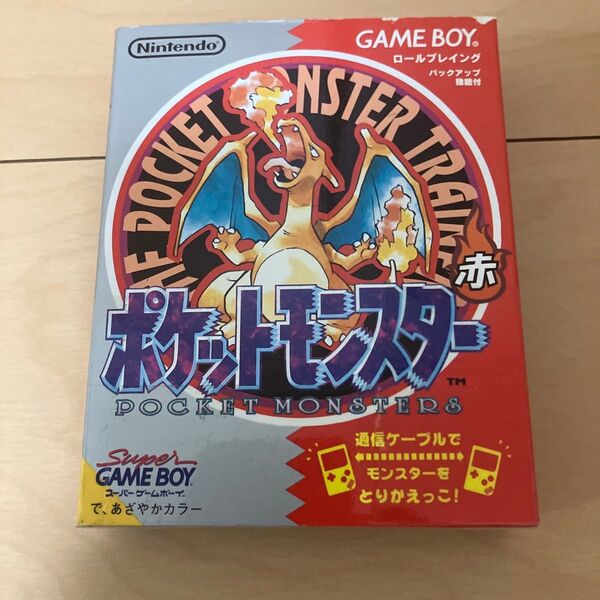 Nintendo
GAME BOY
ロールプレイング
バックアップ
機能付
POCKET MONSTER TRAINE
赤
ポケットモンスター
TM
POCKET MONSTERS
Super
GAME BOY
スーパーゲームボーイ
で、あざやかカラー
通信ケーブルで
モンスターを
とりかえっこ!